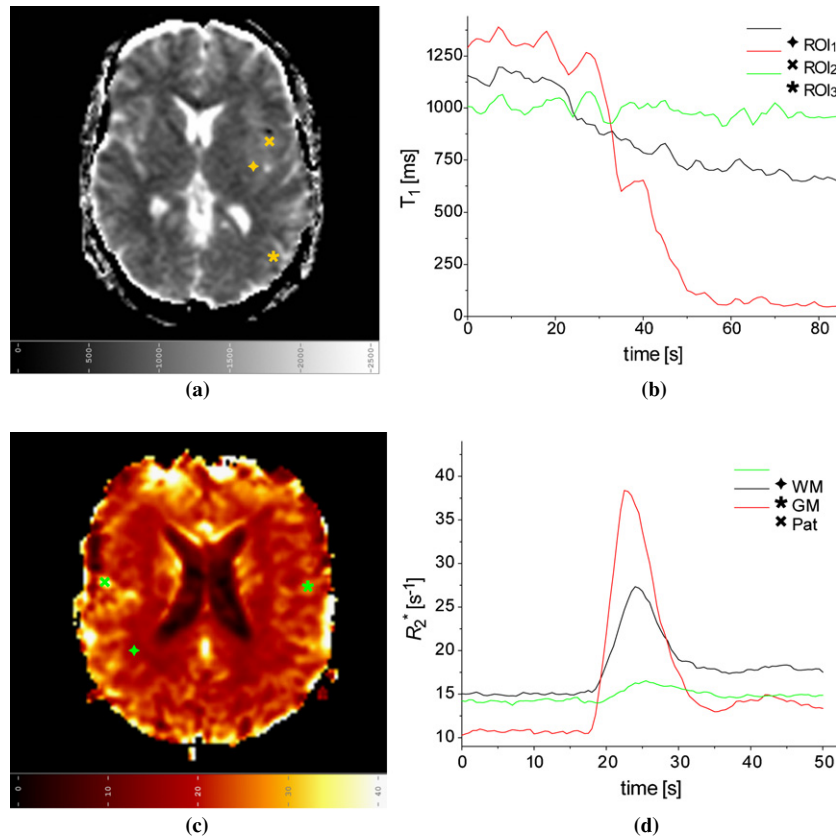 1250
1000
750
500
250
0
T1 [ms]
ROI1
ROI2
ROI3
0 20 40 60 80
time [s]
0 500 1000 1500 2000 2500
(a)
(b)
40
35
30
25
20
15
10
R2* [s-1]
WM
GM
Pat
0 10 20 30 40 50
time [s]
0 10 20 30 40
(c)
(d)